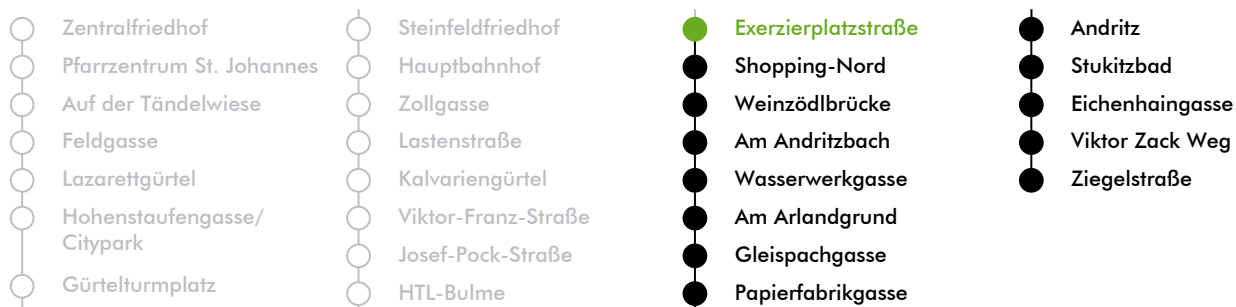 Zentralfriedhof
Pfarrzentrum St. Johannes
Auf der Tändelwiese
Feldgasse
Lazarettgürtel
Hohenstaufengasse/
Citypark
Gürtelturmplatz
Steinfeldfriedhof
Hauptbahnhof
Zollgasse
Lastenstraße
Kalvariengürtel
Viktor-Franz-Straße
Josef-Pock-Straße
HTL-Bulme
Exerzierplatzstraße
Shopping-Nord
Weinzödlbrücke
Am Andritzbach
Wasserwerkgasse
Am Arlandgrund
Gleispachgasse
Papierfabrikgasse
Andritz
Stukitzbad
Eichenhaingasse
Viktor Zack Weg
Ziegelstraße